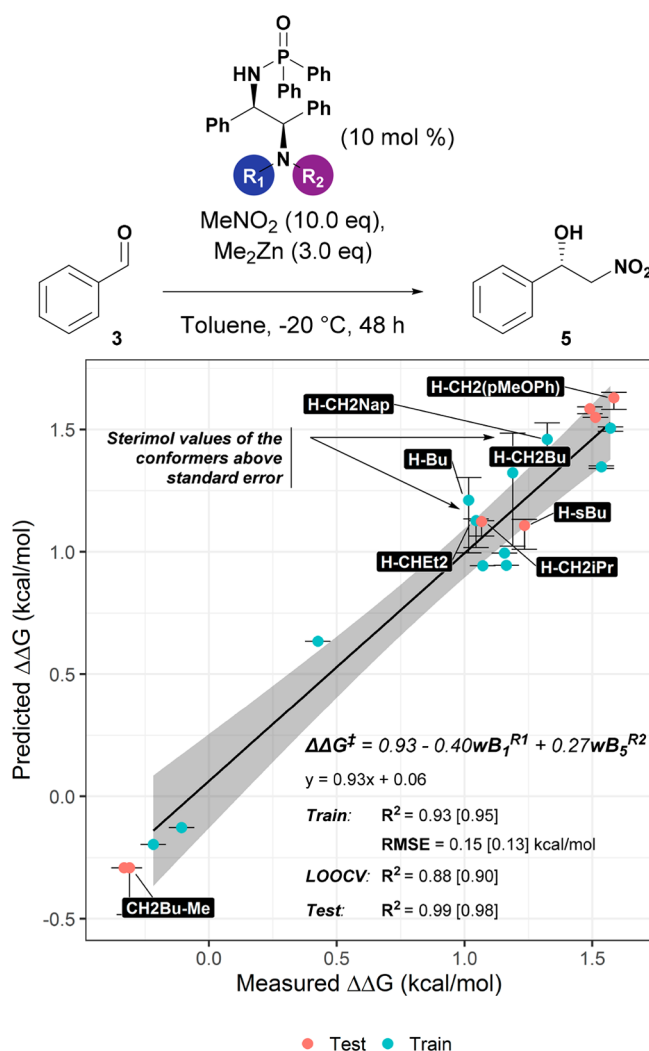 O
HN
P
Ph
Ph
Ph
Ph
N
R1
R2
(10 mol %)
MeNO2 (10.0 eq),
Me2Zn (3.0 eq)
Toluene, -20 °C, 48 h
O
3
OH
NO2
5
H-CH2(pMeOPh)
H-CH2Nap
Sterimol values of the
conformers above
standard error
H-CH2Bu
H-Bu
H-sBu
H-CHEt2
H-CH2iPr
CH2Bu-Me
ΔΔG‡ = 0.93 - 0.40wB1R1 + 0.27wB5R2
y = 0.93x + 0.06
Train: R2 = 0.93 [0.95]
RMSE = 0.15 [0.13] kcal/mol
LOOCV: R2 = 0.88 [0.90]
Test: R2 = 0.99 [0.98]
Predicted ΔΔG (kcal/mol)
1.5
1.0
0.5
0.0
-0.5
0.0 0.5 1.0 1.5
Measured ΔΔG (kcal/mol)
Test Train